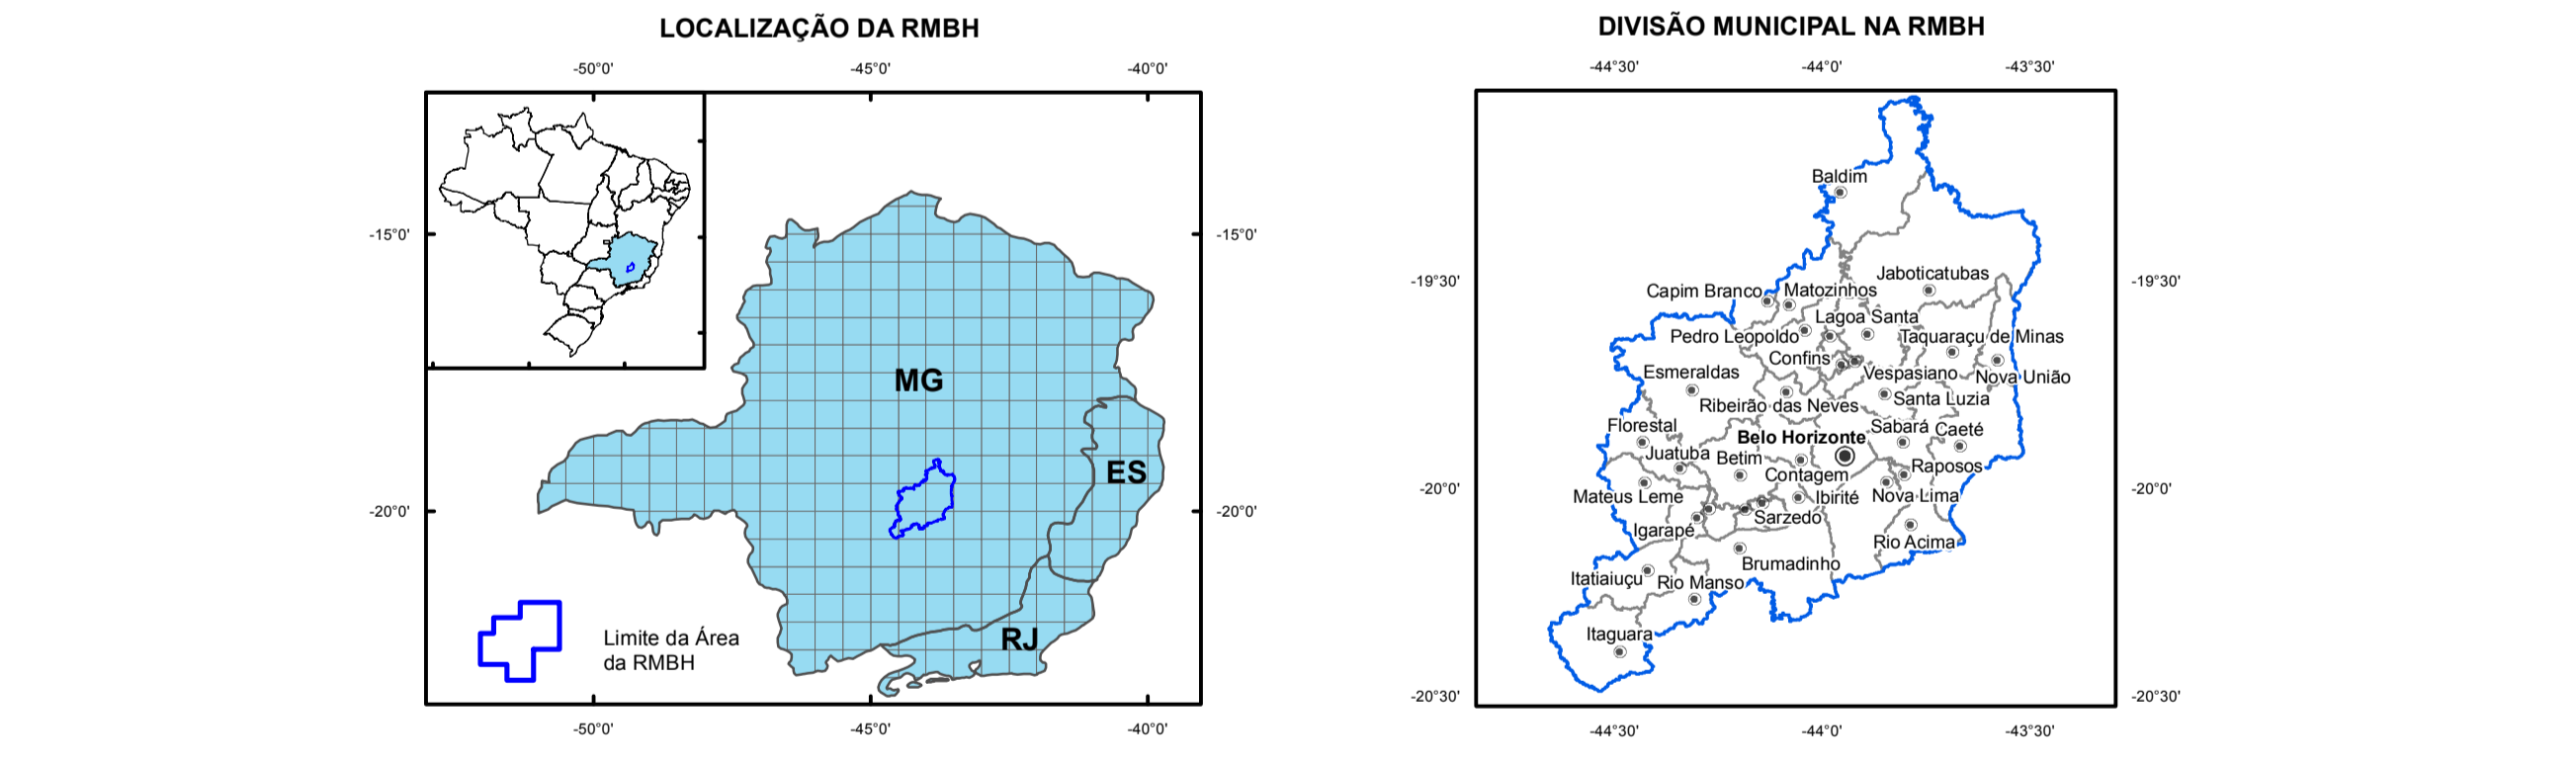 LOCALIZAÇÃO DA RMBH
-50°0'
-45°0'
-40°0'
-15°0'
-15°0'
MG
ES
-20°0'
-20°0'
RJ
Limite da Área
da RMBH
-50°0'
-45°0'
-40°0'
DIVISÃO MUNICIPAL NA RMBH
-44°30'
-44°0'
-43°30'
Baldim
-19°30'
Jaboticatubas
-19°30'
Capim Branco
Matozinhos
Lagoa Santa
Pedro Leopoldo
Taquaraçu de Minas
Confins
Esmeraldas
Vespasiano
Nova União
Ribeirão das Neves
Santa Luzia
Florestal
Sabará
Caeté
Belo Horizonte
Juatuba
Betim
Raposos
Contagem
-20°0'
Mateus Leme
Ibirité
Nova Lima
-20°0'
Sarzedo
Igarapé
Rio Acima
Brumadinho
Itatiaiuçu
Rio Manso
Itaguara
-20°30'
-20°30'
-44°30'
-44°0'
-43°30'